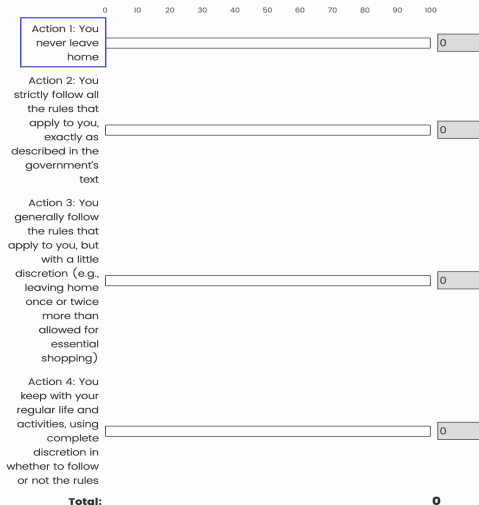 0 10 20 30 40 50 60 70 80 90 100
Action 1: You
never leave
home
0
Action 2: You
strictly follow all
the rules that
apply to you,
exactly as
described in the
government's
text
0
Action 3: You
generally follow
the rules that
apply to you, but
with a little
discretion (e.g.,
leaving home
once or twice
more than
allowed for
essential
shopping)
0
Action 4: You
keep with your
regular life and
activities, using
complete
discretion in
whether to follow
or not the rules
0
Total: 0